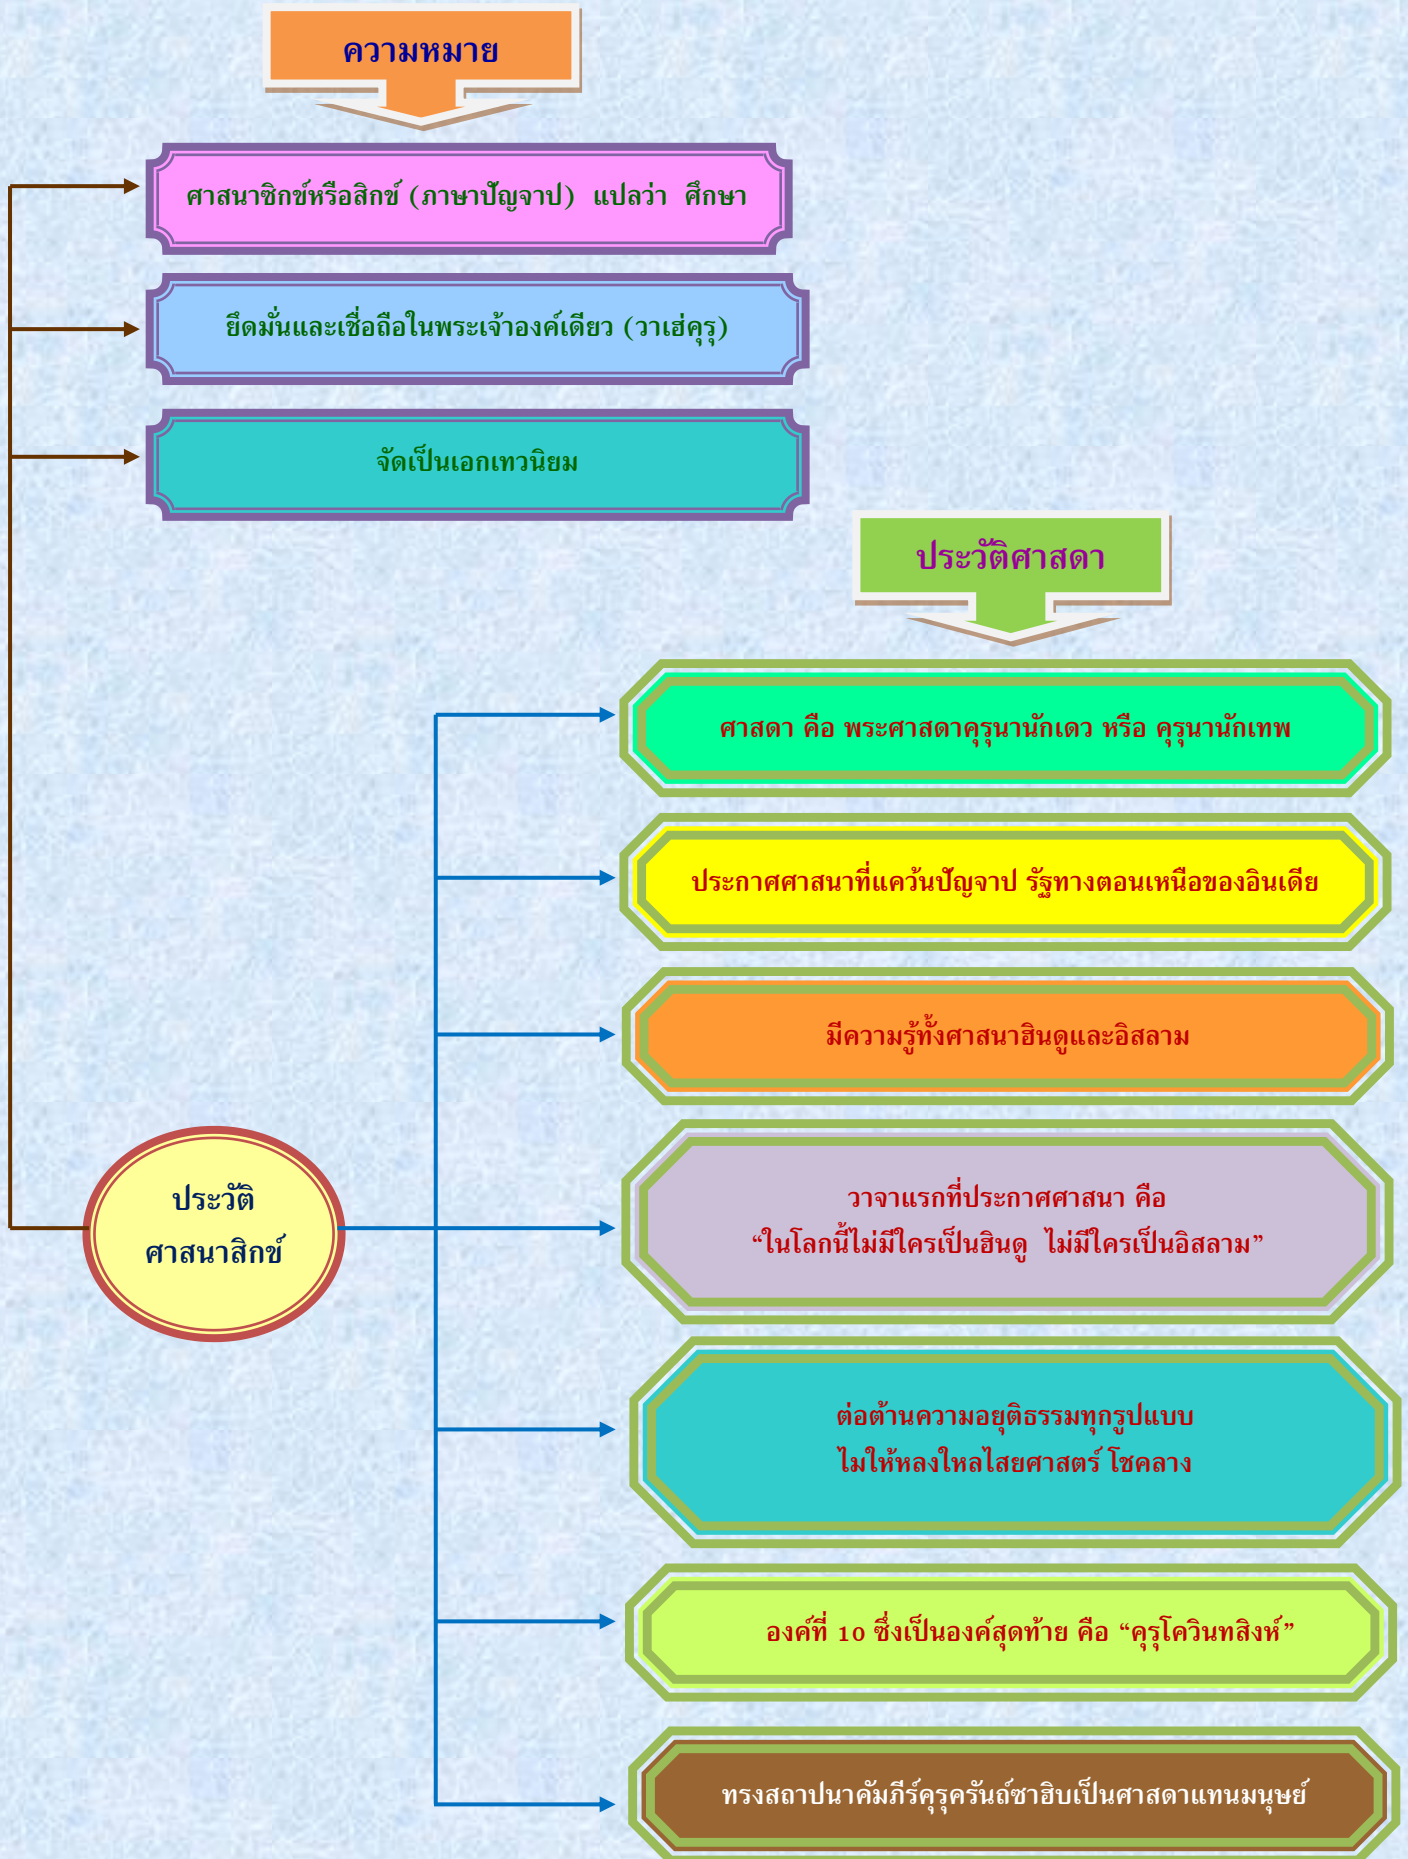 ความหมาย
ศาสนาซิกข์หรือสิกข์ (ภาษาปัญจาป) แปลว่า ศึกษา
ยึดมั่นและเชื่อถือในพระเจ้าองค์เดียว (วาเฮ่คุรุ)
จัดเป็นเอกเทวนิยม
ประวัติศาสดา
ศาสดา คือ พระศาสดาคุรุนานักเดว หรือ คุรุนานักเทพ
ประกาศศาสนาที่แคว้นปัญจาป รัฐทางตอนเหนือของอินเดีย
มีความรู้ทั้งศาสนาฮินดูและอิสลาม
ประวัติ
ศาสนาสิกข์
วาจาแรกที่ประกาศศาสนา คือ
“ในโลกนี้ไม่มีใครเป็นฮินดู ไม่มีใครเป็นอิสลาม”
ต่อต้านความอยุติธรรมทุกรูปแบบ
ไมให้หลงใหลไสยศาสตร์ โชคลาง
องค์ที่ 10 ซึ่งเป็นองค์สุดท้าย คือ “คุรุโควินทสิงห์”
ทรงสถาปนาคัมภีร์คุรุครันถ์ซาฮิบเป็นศาสดาแทนมนุษย์